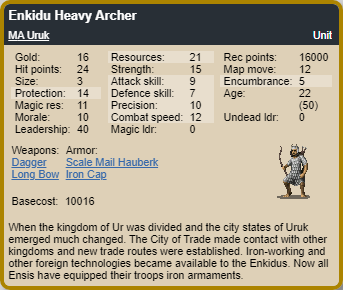 Enkidu Heavy Archer
MA Uruk Unit
Gold: 16 Resources: 21 Rec points: 16000
Hit points: 24 Strength: 15 Map move: 12
Size: 3 Attack skill: 9 Encumbrance: 5
Protection: 14 Defence skill: 7 Age: 22
Magic res: 11 Precision: 10 (50)
Morale: 10 Combat speed: 12 Undead ldr: 0
Leadership: 40 Magic ldr: 0
Weapons: Armor:
Dagger Scale Mail Hauberk
Long Bow Iron Cap
Basecost: 10016
When the kingdom of Ur was divided and the city states of Uruk
emerged much changed. The City of Trade made contact with other
kingdoms and new trade routes were established. Iron-working and
other foreign technologies became available to the Enkidus. Now all
Ensis have equipped their troops iron armaments.